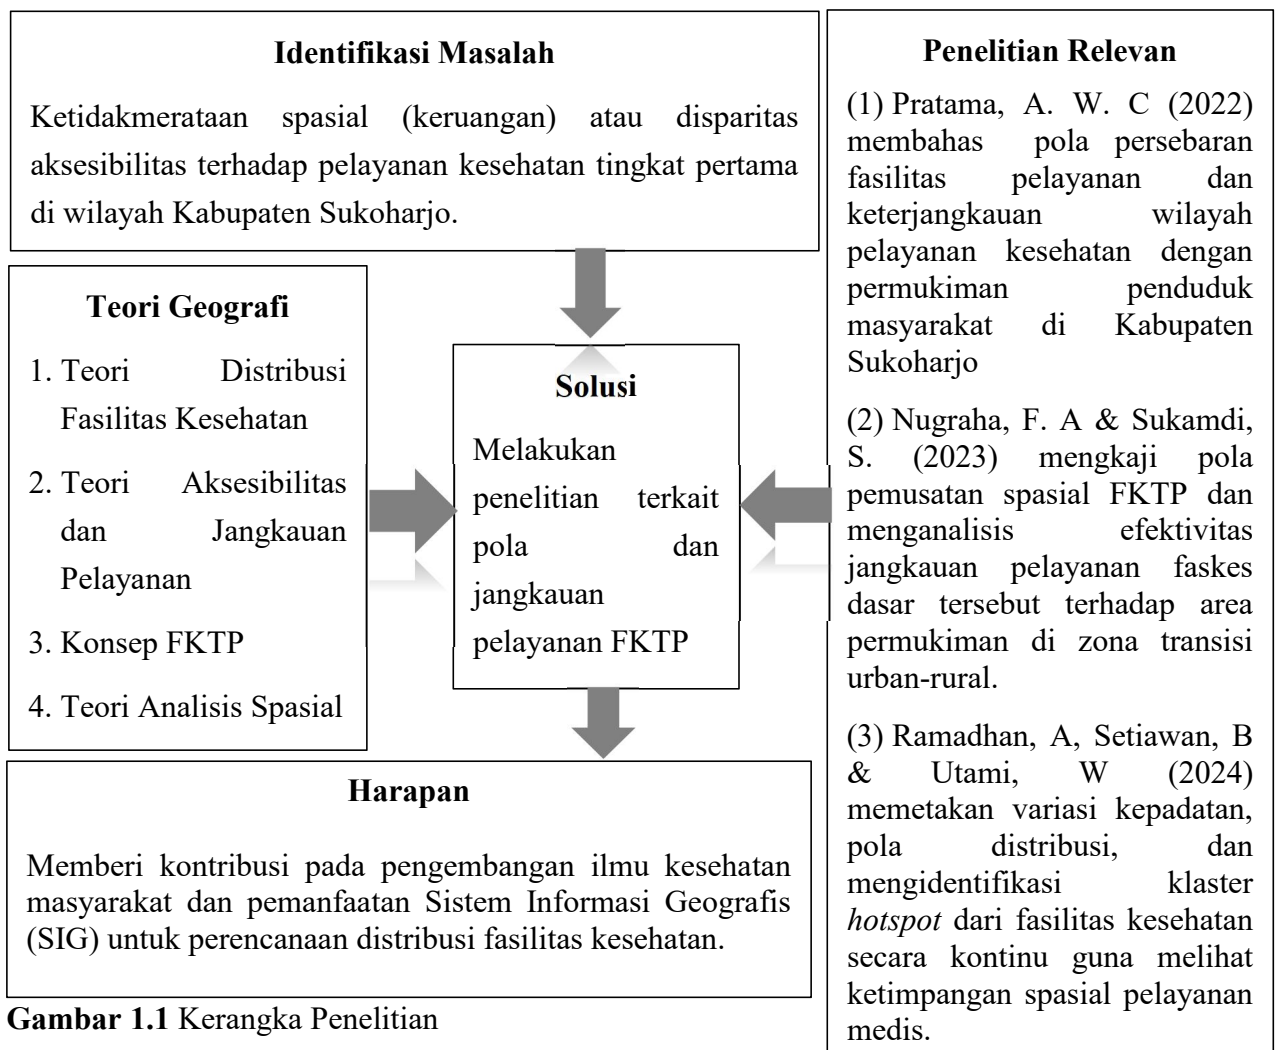 Identifikasi Masalah
Ketidakmerataan spasial (keruangan) atau disparitas
aksesibilitas terhadap pelayanan kesehatan tingkat pertama
di wilayah Kabupaten Sukoharjo.
Teori Geografi
1. Teori Distribusi
Fasilitas Kesehatan
2. Teori Aksesibilitas
dan Jangkauan
Pelayanan
3. Konsep FKTP
4. Teori Analisis Spasial
Solusi
Melakukan
penelitian terkait
pola dan
jangkauan
pelayanan FKTP
Penelitian Relevan
(1) Pratama, A. W. C (2022)
membahas pola persebaran
fasilitas pelayanan dan
keterjangkauan wilayah
pelayanan kesehatan dengan
permukiman penduduk
masyarakat di Kabupaten
Sukoharjo
(2) Nugraha, F. A & Sukamdi,
S. (2023) mengkaji pola
pemusatan spasial FKTP dan
menganalisis efektivitas
jangkauan pelayanan faskes
dasar tersebut terhadap area
permukiman di zona transisi
urban-rural.
(3) Ramadhan, A, Setiawan, B
& Utami, W (2024)
memetakan variasi kepadatan,
pola distribusi, dan
mengidentifikasi klaster
hotspot dari fasilitas kesehatan
secara kontinu guna melihat
ketimpangan spasial pelayanan
medis.
Harapan
Memberi kontribusi pada pengembangan ilmu kesehatan
masyarakat dan pemanfaatan Sistem Informasi Geografis
(SIG) untuk perencanaan distribusi fasilitas kesehatan.
Gambar 1.1 Kerangka Penelitian